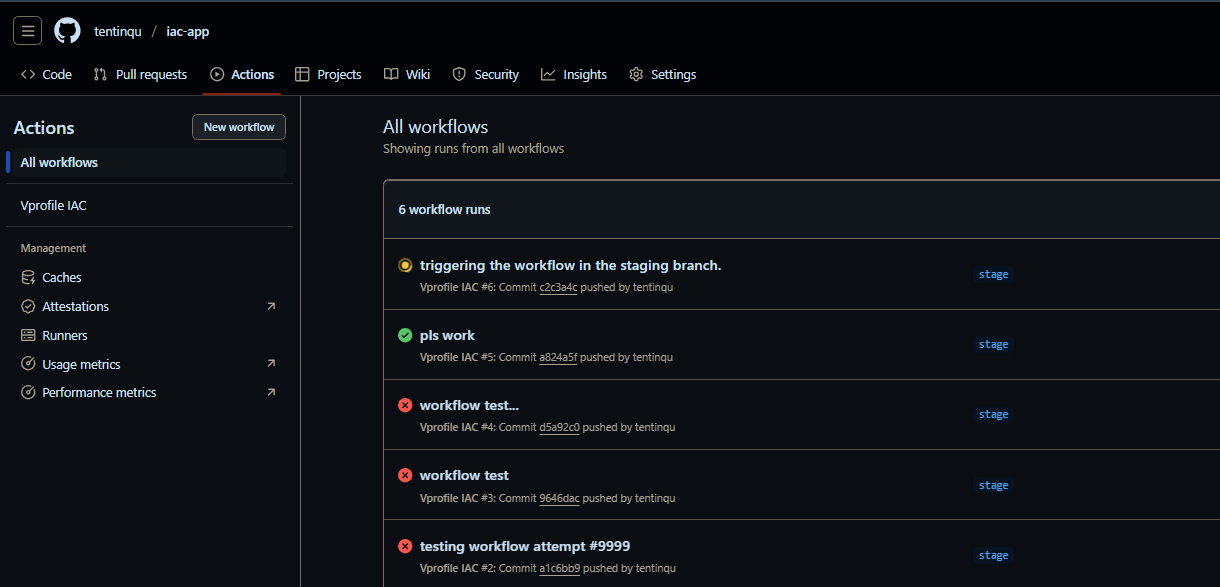 tentinqu / iac-app
Code Pull requests Actions Projects Wiki Security Insights Settings
Actions
New workflow
All workflows
Vprofile IAC
Management
Caches
Attestations
Runners
Usage metrics
Performance metrics
All workflows
Showing runs from all workflows
6 workflow runs
triggering the workflow in the staging branch.
Vprofile IAC #6: Commit c2c3a4c pushed by tentinqu
stage
pls work
Vprofile IAC #5: Commit a824a5f pushed by tentinqu
stage
workflow test...
Vprofile IAC #4: Commit d5a92c0 pushed by tentinqu
stage
workflow test
Vprofile IAC #3: Commit 9646dac pushed by tentinqu
stage
testing workflow attempt #9999
Vprofile IAC #2: Commit a1c6bb9 pushed by tentinqu
stage